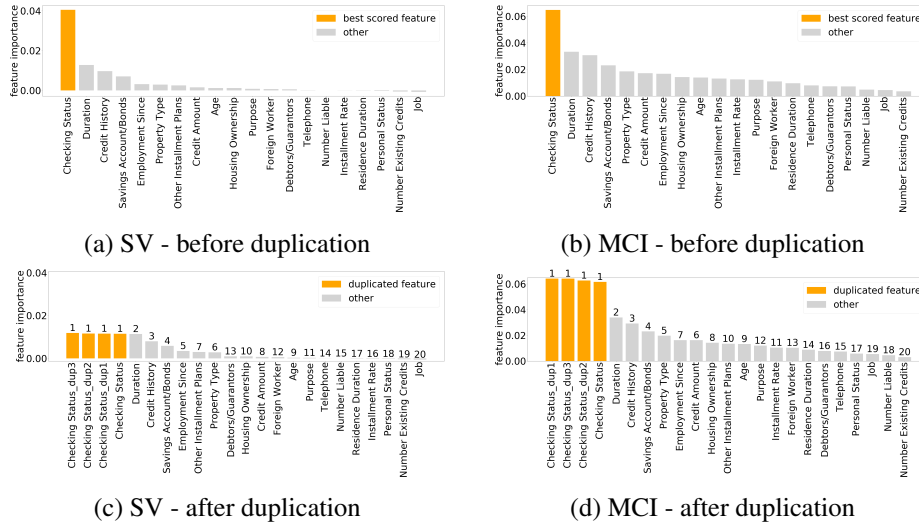 feature importance
0.04
0.02
0.00
best scored feature
other
Checking Status
Duration
Credit History
Savings Account/Bonds
Employment Since
Property Type
Other Installment Plans
Credit Amount
Age
Housing Ownership
Purpose
Foreign Worker
Debtors/Guarantors
Telephone
Number Liable
Installment Rate
Residence Duration
Personal Status
Number Existing Credits
Job
(a) SV - before duplication
feature importance
0.06
0.04
0.02
0.00
best scored feature
other
Checking Status
Duration
Credit History
Savings Account/Bonds
Property Type
Credit Amount
Employment Since
Housing Ownership
Age
Other Installment Plans
Installment Rate
Purpose
Foreign Worker
Residence Duration
Telephone
Debtors/Guarantors
Personal Status
Number Liable
Job
Number Existing Credits
(b) MCI - before duplication
feature importance
0.04
0.02
0.00
duplicated feature
other
1 1 1 1 2 3 4 5 7 6 13 10 8 12 9 11 14 15 17 16 18 19 20
Checking Status_dup3
Checking Status_dup2
Checking Status_dup1
Checking Status
Duration
Credit History
Savings Account/Bonds
Employment Since
Other Installment Plans
Property Type
Debtors/Guarantors
Housing Ownership
Credit Amount
Foreign Worker
Age
Purpose
Telephone
Number Liable
Residence Duration
Installment Rate
Personal Status
Number Existing Credits
Job
(c) SV - after duplication
feature importance
0.06
0.04
0.02
0.00
duplicated feature
other
1 1 1 1 2 3 4 5 7 6 8 10 9 12 11 13 14 16 15 17 19 18 20
Checking Status_dup1
Checking Status_dup3
Checking Status_dup2
Checking Status
Duration
Credit History
Savings Account/Bonds
Property Type
Employment Since
Credit Amount
Housing Ownership
Other Installment Plan
Age
Purpose
Installment Rate
Foreign Worker
Residence Duration
Debtors/Guarantors
Telephone
Personal Status
Job
Number Liable
Number Existing Credits
(d) MCI - after duplication